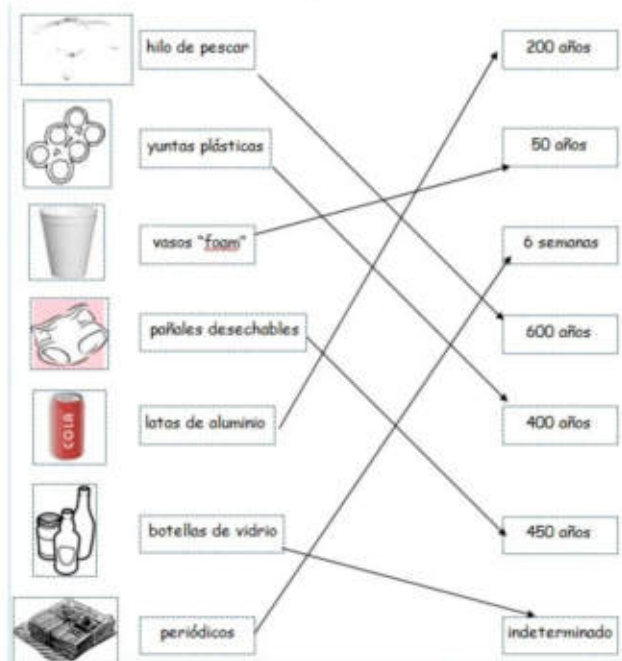 hilo de pescar
200 años
yuntas plásticas
50 años
vasos "foam"
6 semanas
pañales desechables
600 años
COLA
latas de aluminio
400 años
botellas de vidrio
450 años
periódicos
indeterminado